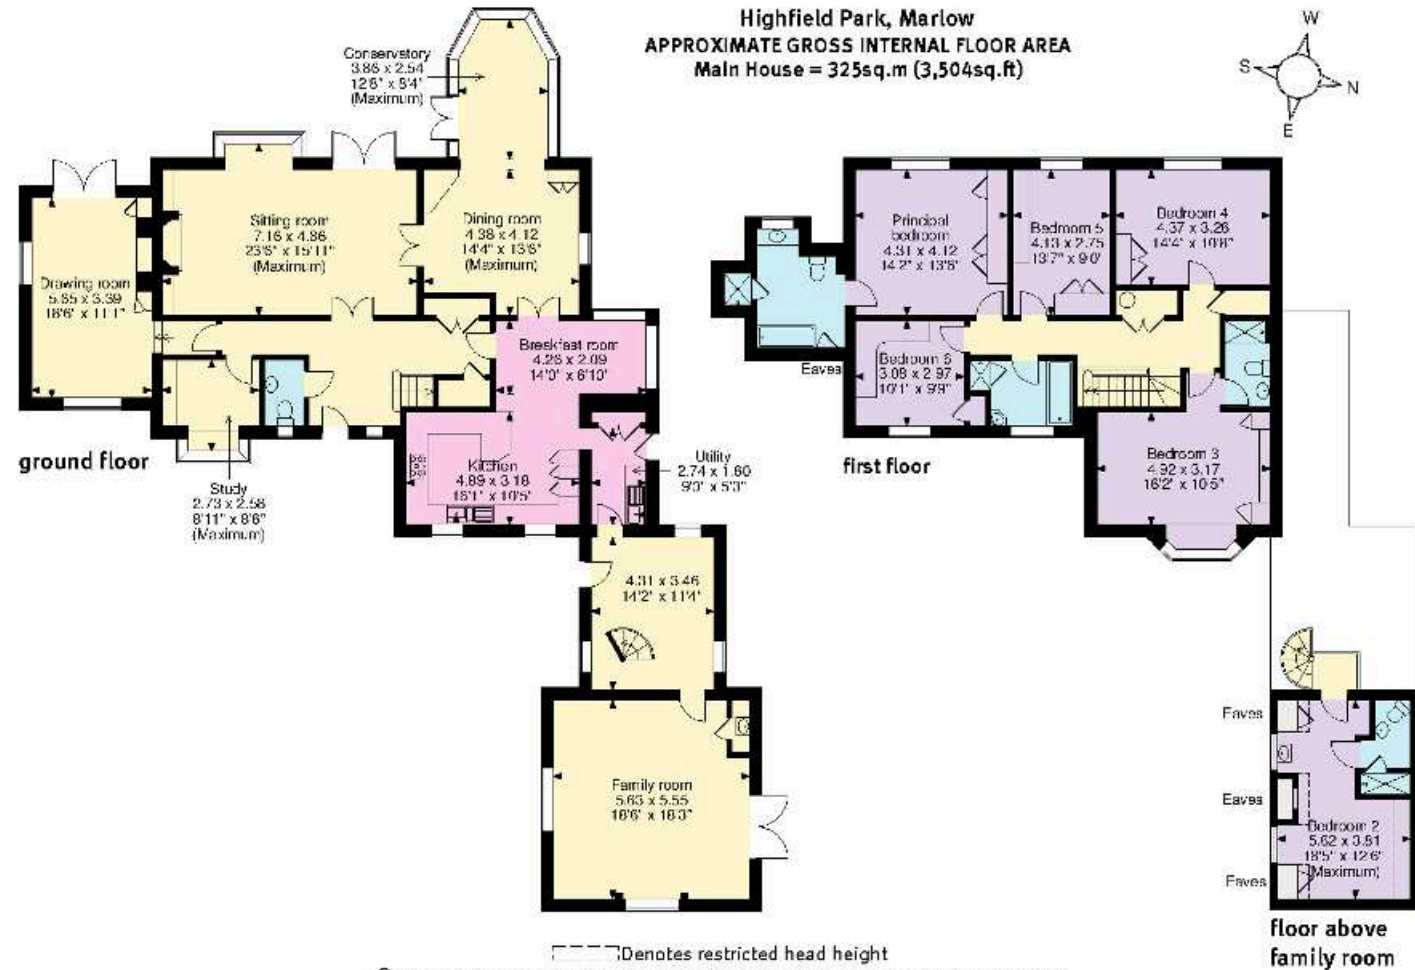 Highfield Park, Marlow
APPROXIMATE GROSS INTERNAL FLOOR AREA
Main House = 325sq.m (3,504sq.ft)
W
S
N
E
Conservatory
3.86 x 2.54
12'8" x 8'4"
(Maximum)
Sitting room
7.16 x 4.86
23'6" x 15'11"
(Maximum)
Dining room
4.38 x 4.12
14'4" x 13'6"
(Maximum)
Drawing room
5.65 x 3.39
18'6" x 11'1"
Breakfast room
4.26 x 2.09
14'0" x 6'10"
Kitchen
4.89 x 3.18
16'1" x 10'5"
Utility
2.74 x 1.60
9'0" x 5'3"
Study
2.73 x 2.58
8'11" x 8'6"
(Maximum)
ground floor
4.31 x 3.46
14'2" x 11'4"
Family room
5.63 x 5.55
18'6" x 18'3"
Principal
bedroom
4.31 x 4.12
14'2" x 13'6"
Bedroom 5
4.13 x 2.75
13'7" x 9'0"
Bedroom 4
4.37 x 3.26
14'4" x 10'8"
Eaves
Bedroom 6
3.08 x 2.97
10'1" x 9'9"
Bedroom 3
4.92 x 3.17
16'2" x 10'5"
first floor
Eaves
Eaves
Eaves
Bedroom 2
5.62 x 3.81
18'5" x 12'6"
(Maximum)
floor above
family room
Denotes restricted head height